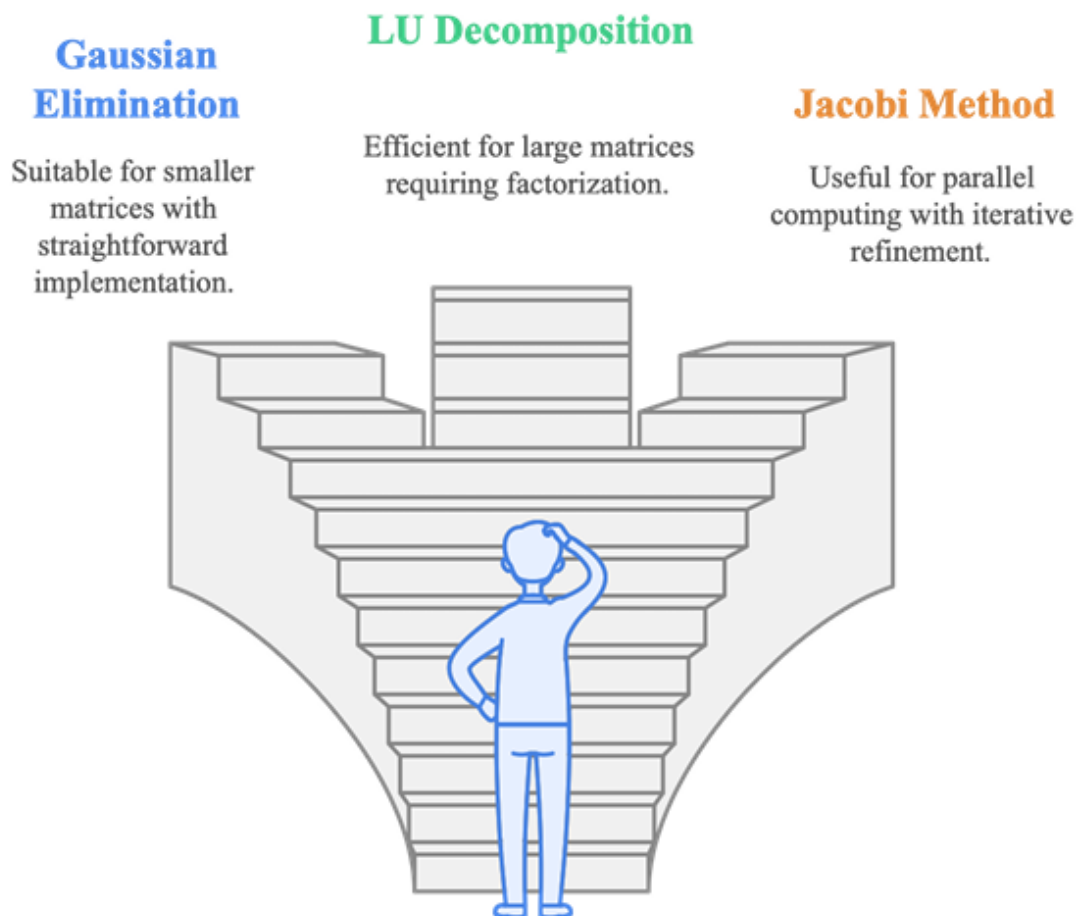 Gaussian
Elimination
Suitable for smaller
matrices with
straightforward
implementation.
LU Decomposition
Efficient for large matrices
requiring factorization.
Jacobi Method
Useful for parallel
computing with iterative
refinement.